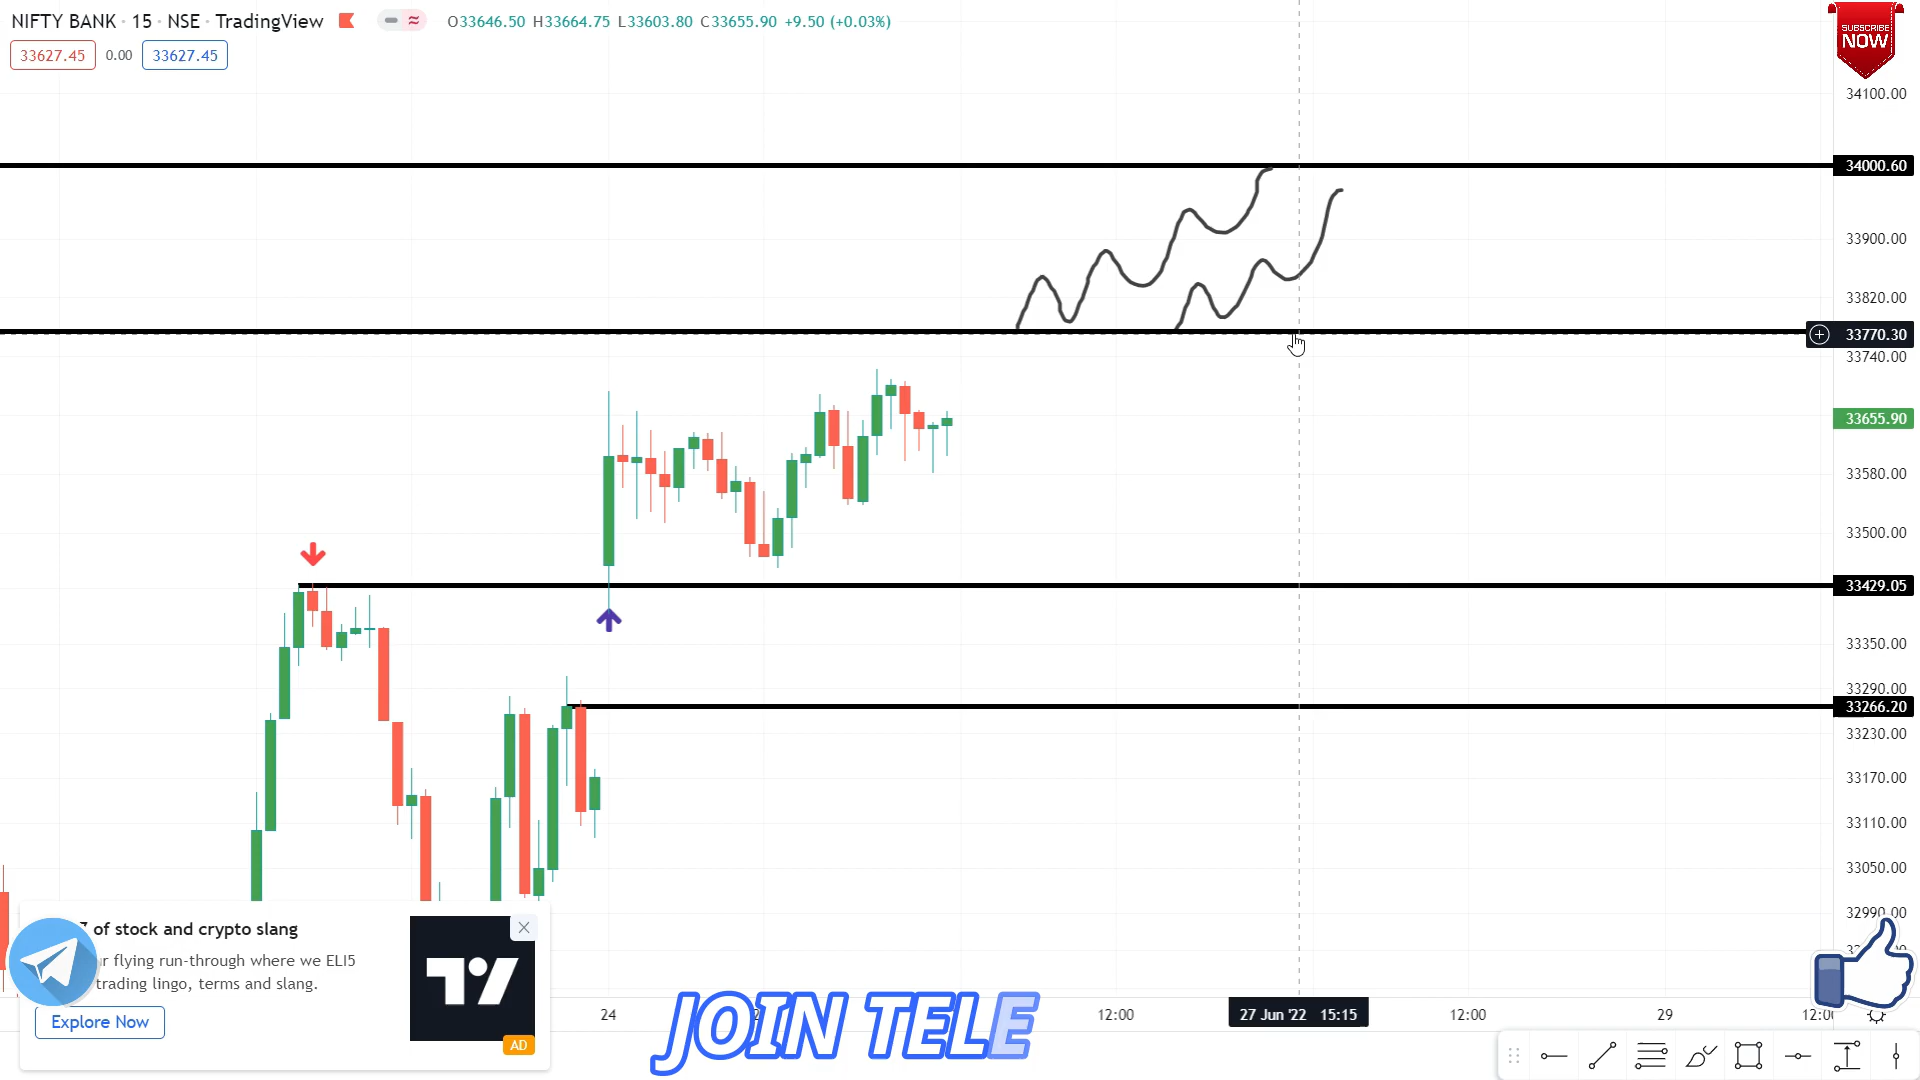 NIFTY BANK · 15 · NSE · TradingView
O33646.50 H33664.75 L33603.80 C33655.90 +9.50 (+0.03%)
33627.45 0.00 33627.45
SUBSCRIBE
NOW
34100.00
34000.60
33900.00
33820.00
33770.30
33740.00
33655.90
33580.00
33500.00
33429.05
33350.00
33290.00
33266.20
33230.00
33170.00
33110.00
33050.00
32990.00
of stock and crypto slang
flying run-through where we ELI5
trading lingo, terms and slang.
Explore Now
AD
24
12:00
27 Jun '22 15:15
12:00
29
JOIN TELE